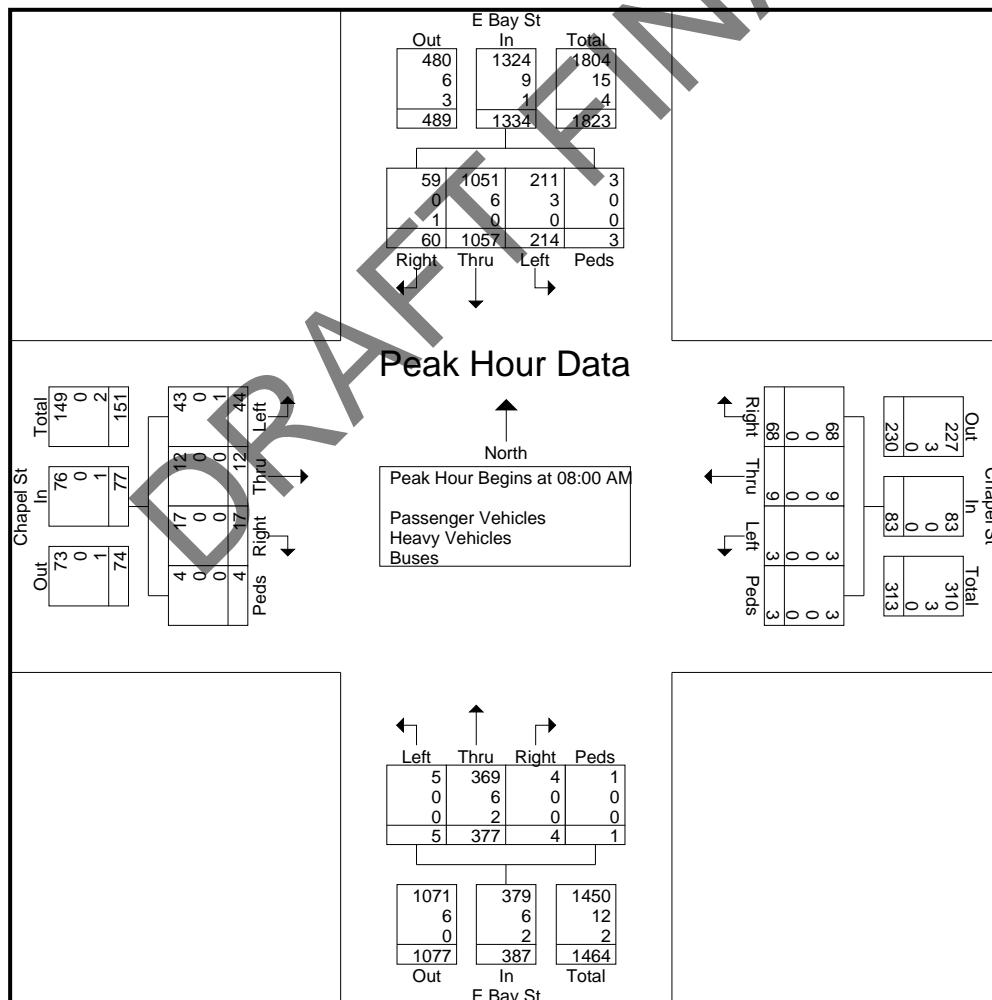 E Bay St
Out In Total
480 1324 1804
6 9 15
3 1 4
489 1334 1823
59 1051 211 3
0 6 3 0
1 0 0 0
60 1057 214 3
Right Thru Left Peds
Peak Hour Data
North
Peak Hour Begins at 08:00 AM
Passenger Vehicles
Heavy Vehicles
Buses
Chapel St
Total In Out
149 76 73
0 0 0
2 1 1
151 77 74
43 12 17 4
0 0 0 0
1 0 0 0
44 12 17 4
Left Thru Right Peds
Right Thru Left Peds
68 9 3 3
0 0 0 0
0 0 0 0
68 9 3 3
Out In Total
227 83 310
3 0 3
0 0 0
230 83 313
Chapel St
Left Thru Right Peds
5 369 4 1
0 6 0 0
0 2 0 0
5 377 4 1
1071 379 1450
6 6 12
0 2 2
1077 387 1464
Out In Total
E Bay St
DRAFT FINA